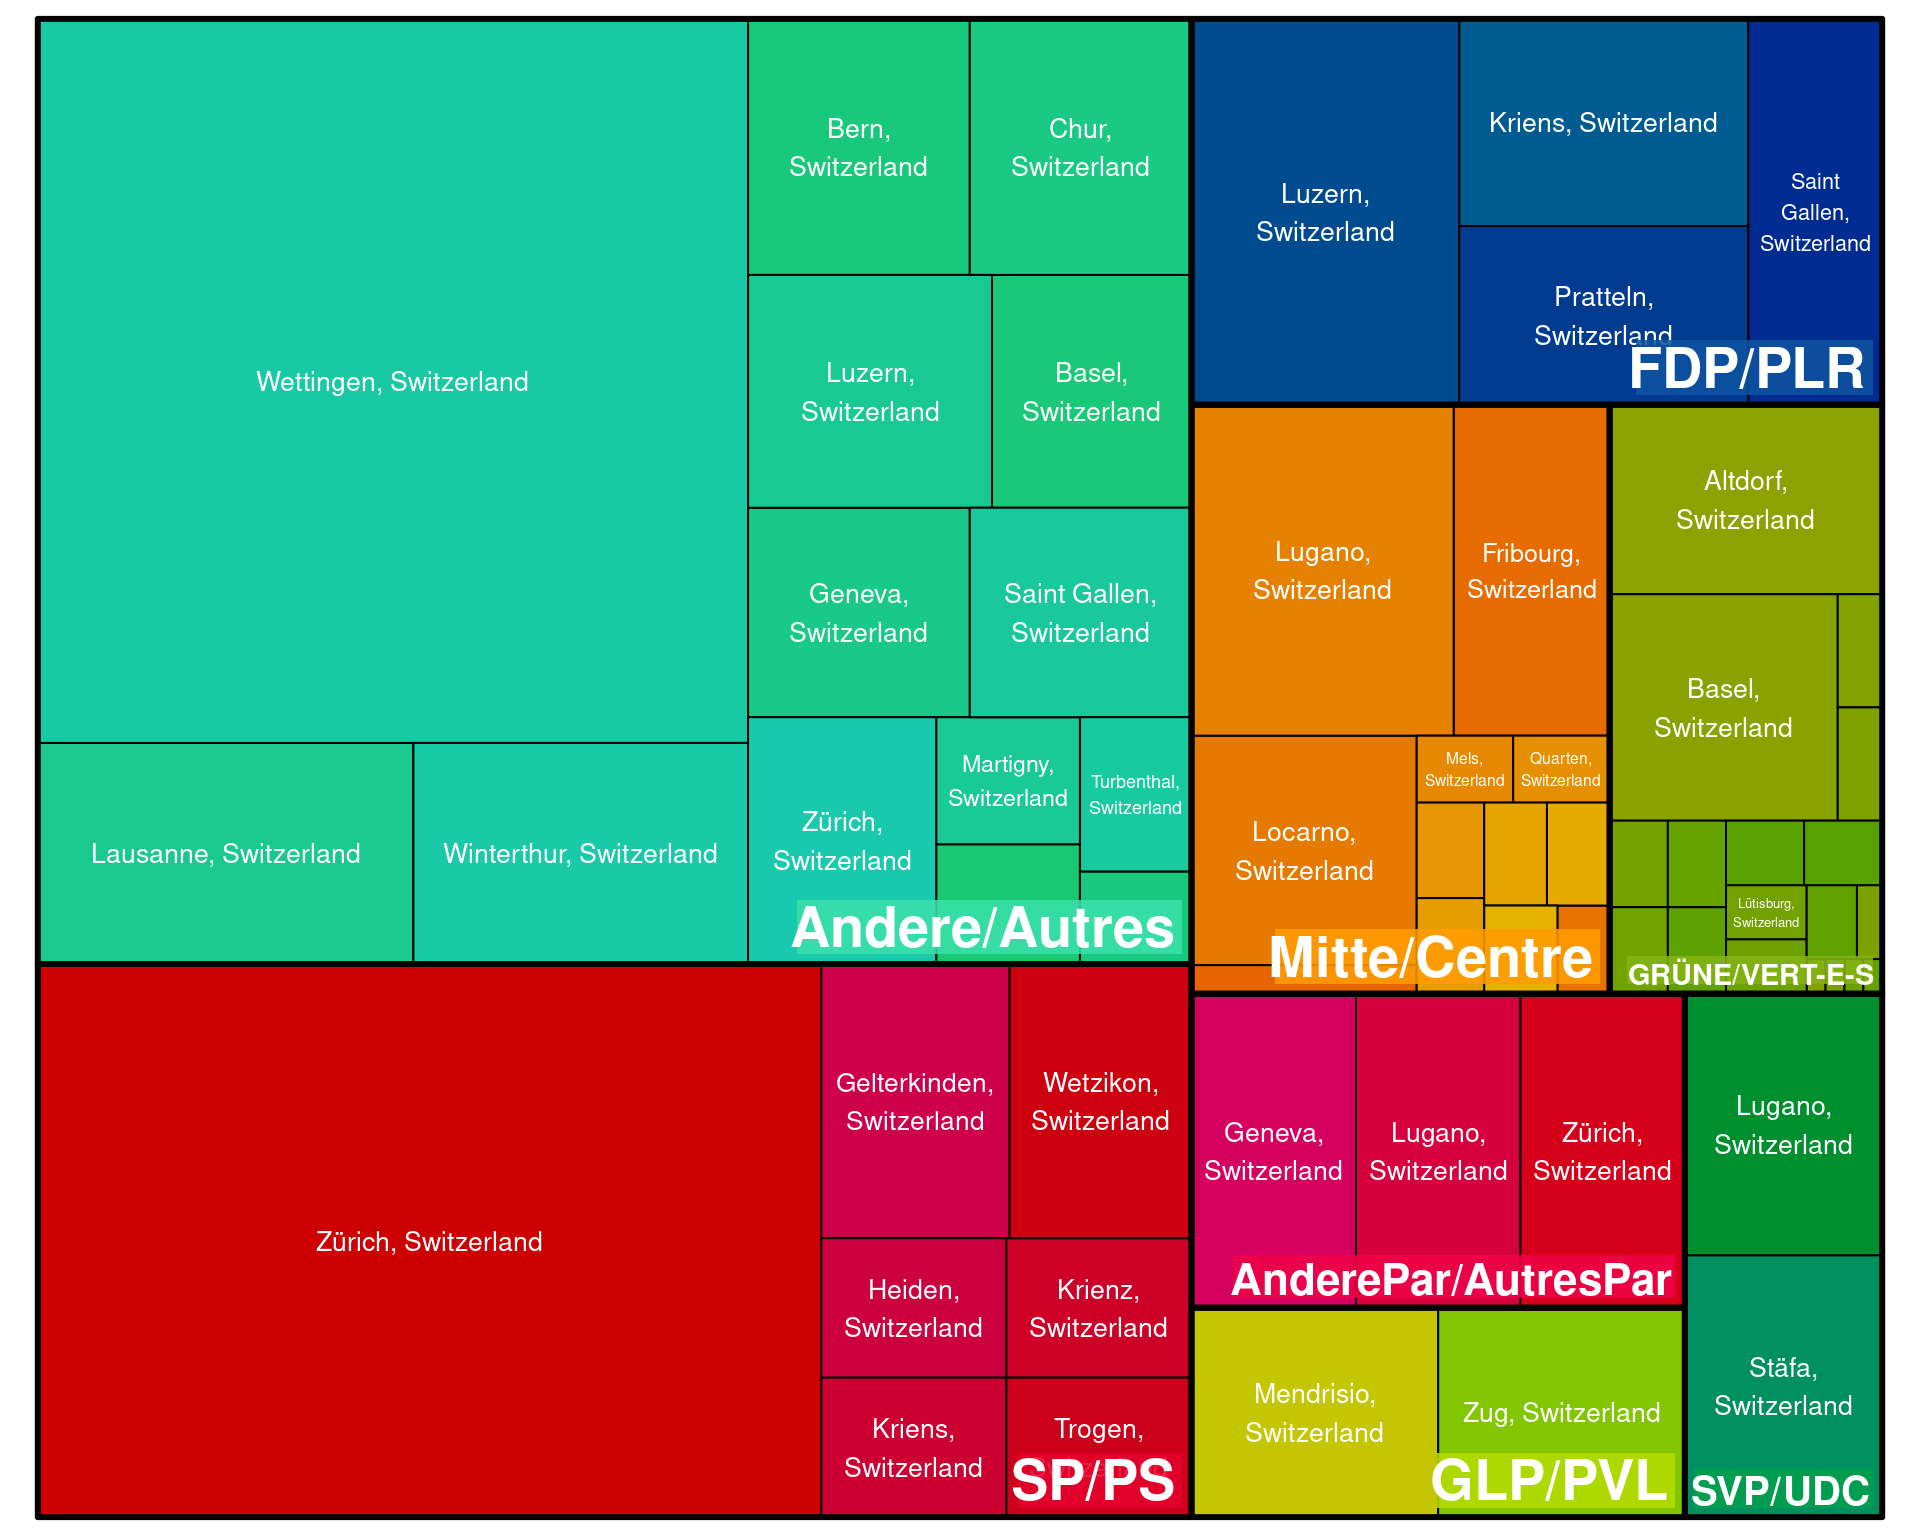 Wettingen, Switzerland
Bern,
Switzerland
Chur,
Switzerland
Luzern,
Switzerland
Basel,
Switzerland
Geneva,
Switzerland
Saint Gallen,
Switzerland
Lausanne, Switzerland
Winterthur, Switzerland
Zürich,
Switzerland
Martigny,
Switzerland
Turbenthal,
Switzerland
Andere/Autres
Luzern,
Switzerland
Kriens, Switzerland
Pratteln,
Switzerland
Saint
Gallen,
Switzerland
FDP/PLR
Lugano,
Switzerland
Fribourg,
Switzerland
Locarno,
Switzerland
Mels,
Switzerland
Quarten,
Switzerland
Mitte/Centre
Altdorf,
Switzerland
Basel,
Switzerland
Lütisburg,
Switzerland
GRÜNE/VERT-E-S
Zürich, Switzerland
Gelterkinden,
Switzerland
Wetzikon,
Switzerland
Heiden,
Switzerland
Krienz,
Switzerland
Kriens,
Switzerland
Trogen,
SP/PS
Geneva,
Switzerland
Lugano,
Switzerland
Zürich,
Switzerland
AnderePar/AutresPar
Mendrisio,
Switzerland
Zug, Switzerland
GLP/PVL
Lugano,
Switzerland
Stäfa,
Switzerland
SVP/UDC